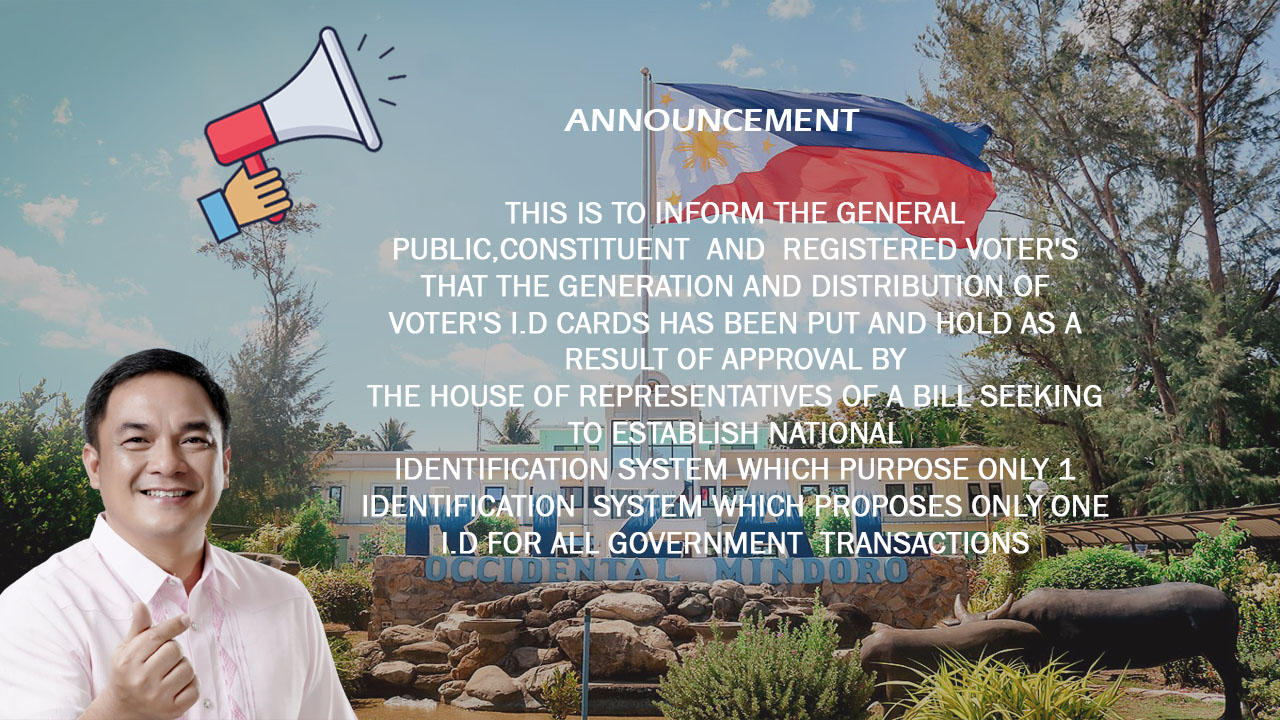 ANNOUNCEMENT
THIS IS TO INFORM THE GENERAL
PUBLIC,CONSTITUENT AND REGISTERED VOTER'S
THAT THE GENERATION AND DISTRIBUTION OF
VOTER'S I.D CARDS HAS BEEN PUT AND HOLD AS A
RESULT OF APPROVAL BY
THE HOUSE OF REPRESENTATIVES OF A BILL SEEKING
TO ESTABLISH NATIONAL
IDENTIFICATION SYSTEM WHICH PURPOSE ONLY 1
IDENTIFICATION SYSTEM WHICH PROPOSES ONLY ONE
I.D FOR ALL GOVERNMENT TRANSACTIONS
RIZAL
OCCIDENTAL MINDORO